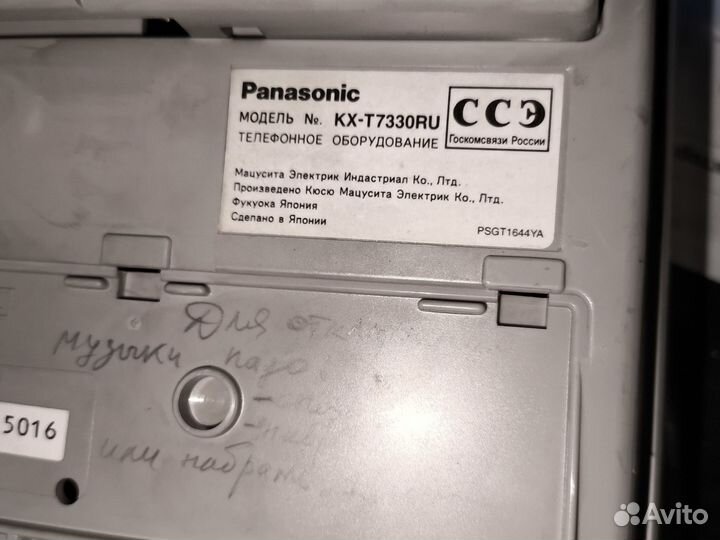 Panasonic
МОДЕЛЬ №. KX-T7330RU
ТЕЛЕФОННОЕ ОБОРУДОВАНИЕ
ССЭ
Госкомсвязи России
Мацусита Электрик Индастриал Ко., Лтд.
Произведено Кюсю Мацусита Электрик Ко., Лтд.
Фукуока Япония
Сделано в Японии
PSGT1644YA
Для
музыки
или
5016
Avito